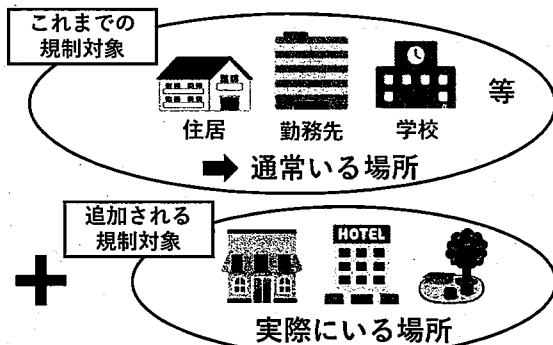 これまでの
規制対象
住居
勤務先
学校
等
➡ 通常いる場所
追加される
規制対象
+
HOTEL
実際にいる場所